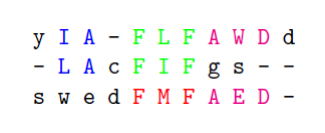 y I A - F L F A W D d
- L A c F I F g s - -
s w e d F M F A E D -